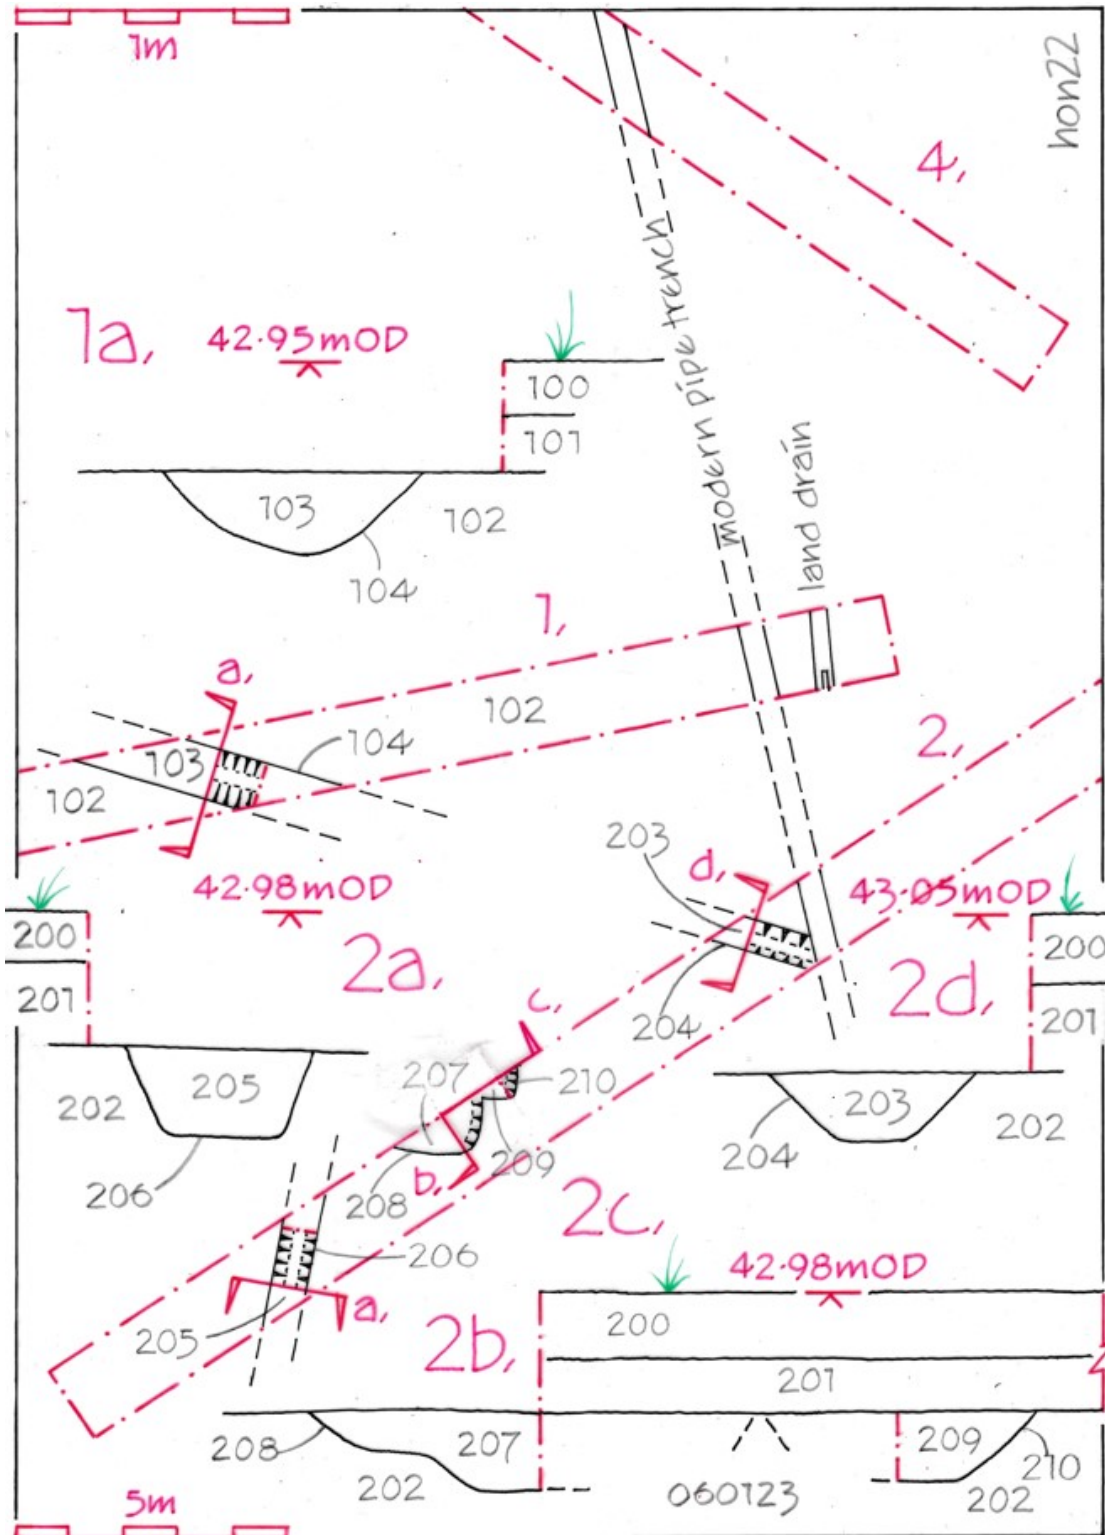 1m
hon22
4,
modern pipe trench
1a,
42.95mOD
100
101
103
102
104
land drain
1,
a,
102
103
104
102
2,
203
d,
42.98mOD
43.05mOD
200
200
2a,
2d,
201
201
c,
204
207
210
205
202
203
202
207
209
204
206
b,
208
2c,
206
42.98mOD
a,
205
2b,
200
201
208
207
209
210
202
060123
202
5m